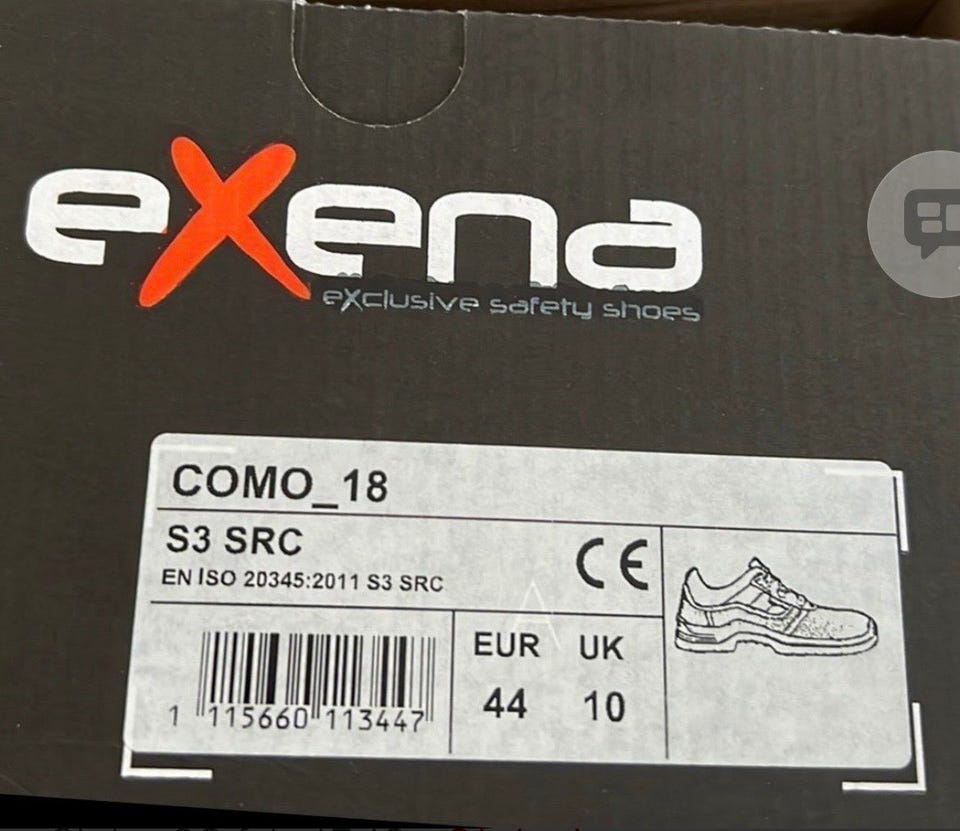 exena
exclusive safety shoes
COMO_18
S3 SRC
CE
EN ISO 20345:2011 S3 SRC
EUR UK
44 10
1 115660 113447